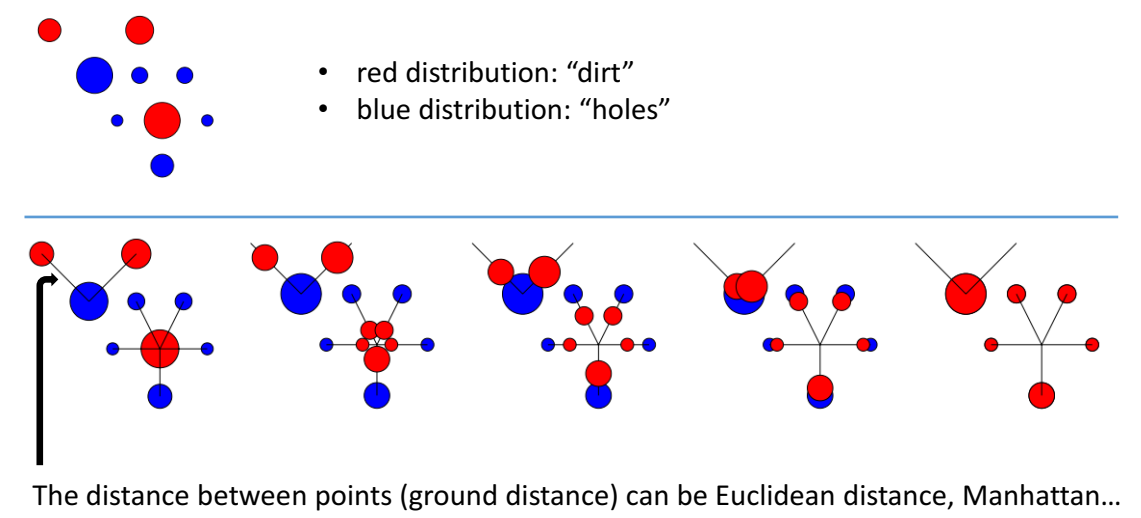 • red distribution: “dirt”
• blue distribution: “holes”
The distance between points (ground distance) can be Euclidean distance, Manhattan…